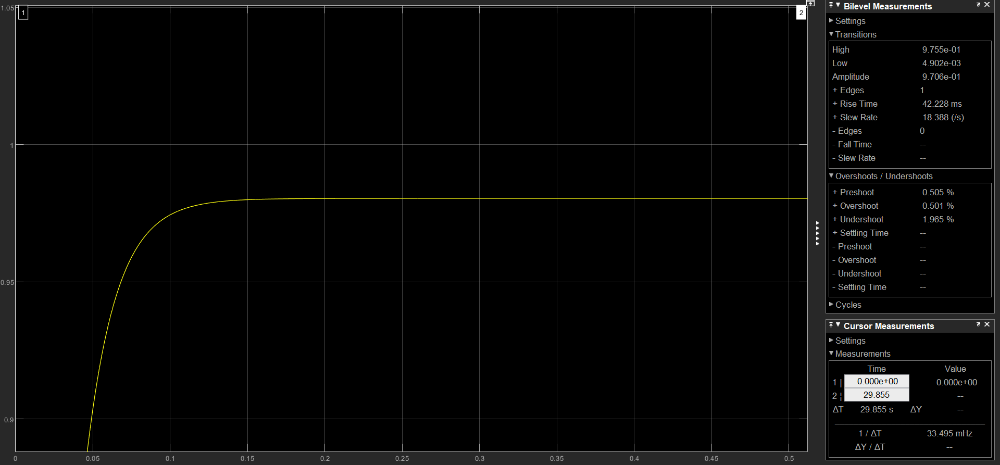 1.05
1
2
1
0.95
0.9
0
0.05
0.1
0.15
0.2
0.25
0.3
0.35
0.4
0.45
0.5
Bilevel Measurements
Settings
Transitions
High 9.755e-01
Low 4.902e-03
Amplitude 9.706e-01
+ Edges 1
+ Rise Time 42.228 ms
+ Slew Rate 18.388 (/s)
- Edges 0
- Fall Time --
- Slew Rate --
Overshoots / Undershoots
+ Preshoot 0.505 %
+ Overshoot 0.501 %
+ Undershoot 1.965 %
+ Settling Time --
- Preshoot --
- Overshoot --
- Undershoot --
- Settling Time --
Cycles
Cursor Measurements
Settings
Measurements
Time Value
1 | 0.000e+00 0.000e+00
2 ¦ 29.855 --
ΔT 29.855 s ΔY --
1 / ΔT 33.495 mHz
ΔY / ΔT --